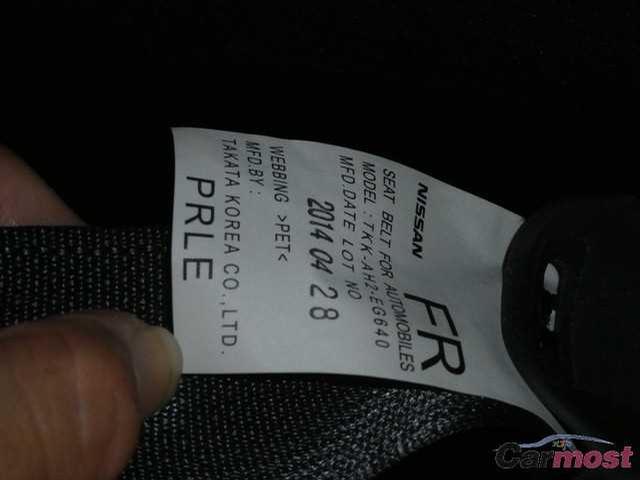 NISSAN
FR
SEAT BELT FOR AUTOMOBILES
MODEL : TKK-AH2-EG640
MFD.DATE LOT NO
2014 04 28
WEBBING >PET<
MFD.BY :
TAKATA KOREA CO.,LTD.
PRLE
Carmost